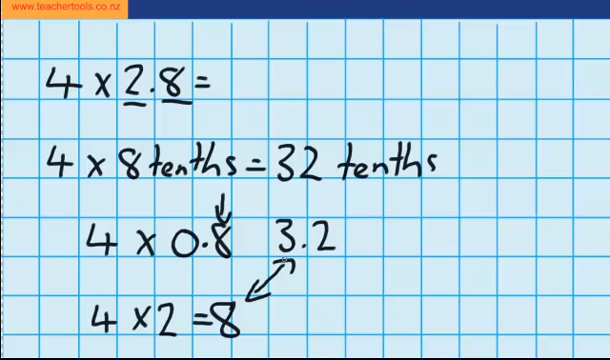 www.teachertools.co.nz
4 × 2.8 =
4 × 8 tenths = 32 tenths
4 × 0.8 3.2
4 × 2 = 8